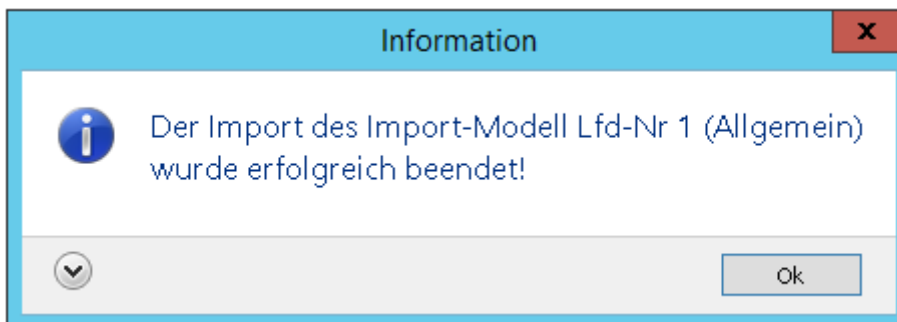 Information
x
Der Import des Import-Modell Lfd-Nr 1 (Allgemein)
wurde erfolgreich beendet!
Ok